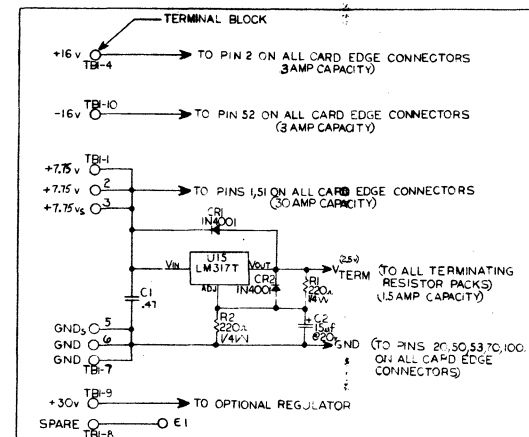 TERMINAL BLOCK
+16 v
TB1-4
TO PIN 2 ON ALL CARD EDGE CONNECTORS
(3 AMP CAPACITY)
-16v
TB1-10
TO PIN 52 ON ALL CARD EDGE CONNECTORS
(3 AMP CAPACITY)
TB1-1
+7.75 v
+7.75 v
2
+7.75 vs
3
TO PINS 1,51 ON ALL CARD EDGE CONNECTORS
(30 AMP CAPACITY)
CR1
1N4001
U15
LM317T
VIN
VOUT
ADJ
CR2
1N4001
(2.5v)
VTERM
(TO ALL TERMINATING
RESISTOR PACKS)
(1.5 AMP CAPACITY)
R1
220Ω
1/4W
C1
.47
R2
220Ω
1/4W
+
C2
15uf
@20v
GNDs
5
GND
6
GND
TB1-7
GND
(TO PINS 20,50,53,70,100.
ON ALL CARD EDGE
CONNECTORS)
TB1-9
+30v
TO OPTIONAL REGULATOR
SPARE
TB1-8
E1